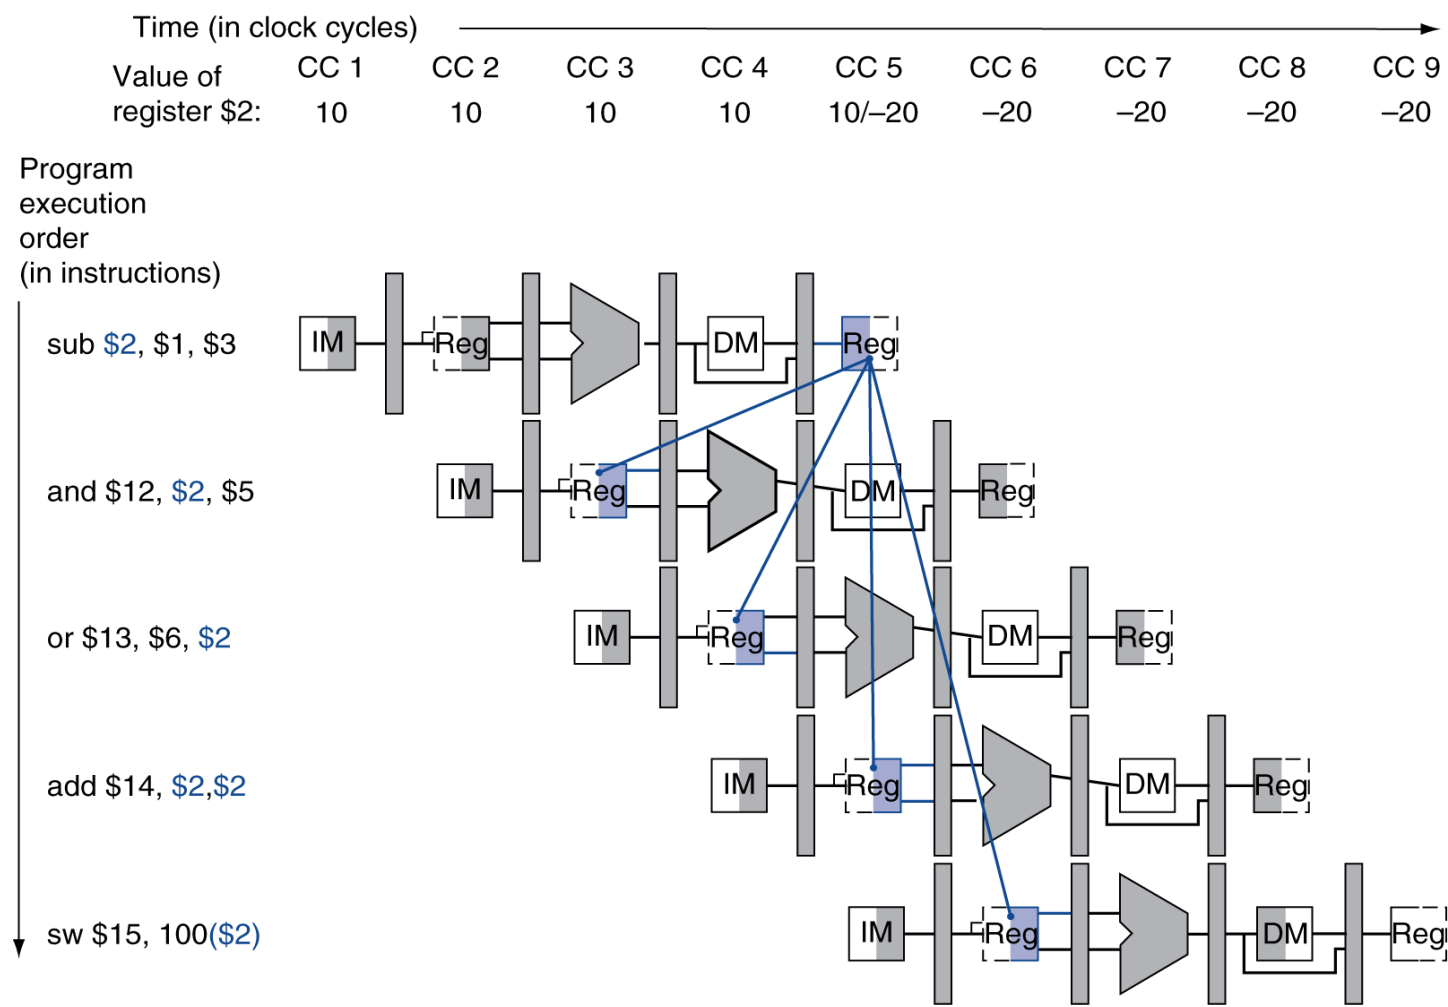 Time (in clock cycles)
CC 1 CC 2 CC 3 CC 4 CC 5 CC 6 CC 7 CC 8 CC 9
Value of
register $2: 10 10 10 10 10/–20 –20 –20 –20 –20
Program
execution
order
(in instructions)
sub $2, $1, $3 IM Reg DM Reg
and $12, $2, $5 IM Reg DM Reg
or $13, $6, $2 IM Reg DM Reg
add $14, $2,$2 IM Reg DM Reg
sw $15, 100($2) IM Reg DM Reg